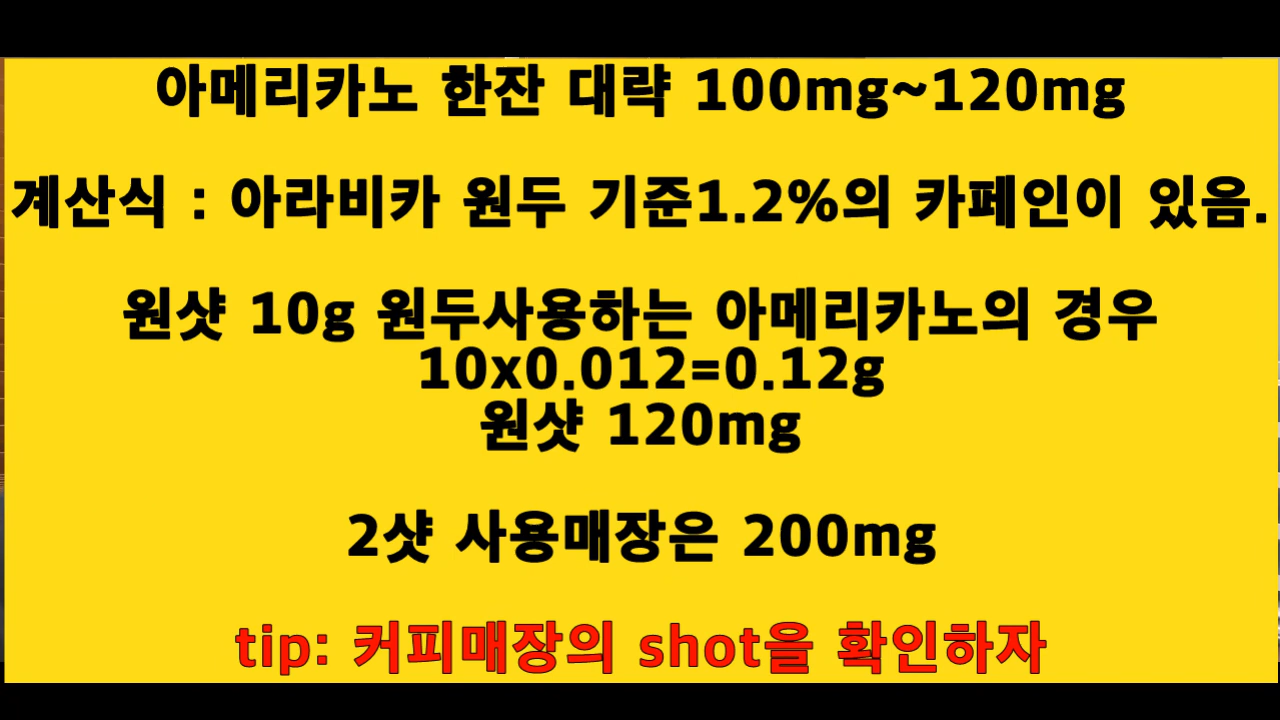 아메리카노 한잔 대략 100mg~120mg
계산식 : 아라비카 원두 기준1.2%의 카페인이 있음.
원샷 10g 원두사용하는 아메리카노의 경우
10x0.012=0.12g
원샷 120mg
2샷 사용매장은 200mg
tip: 커피매장의 shot을 확인하자